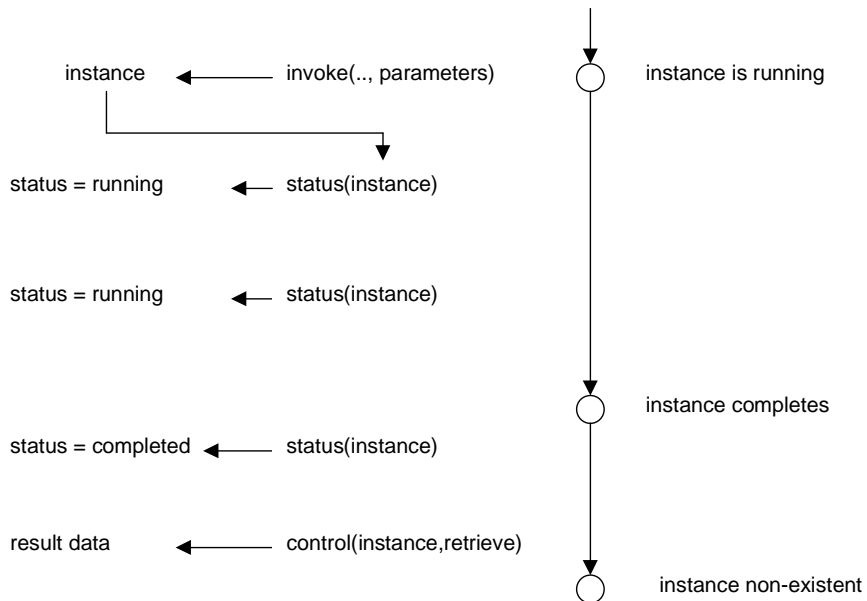 instance invoke(.., parameters) instance is running
status = running status(instance)
status = running status(instance)
instance completes
status = completed status(instance)
result data control(instance,retrieve)
instance non-existent